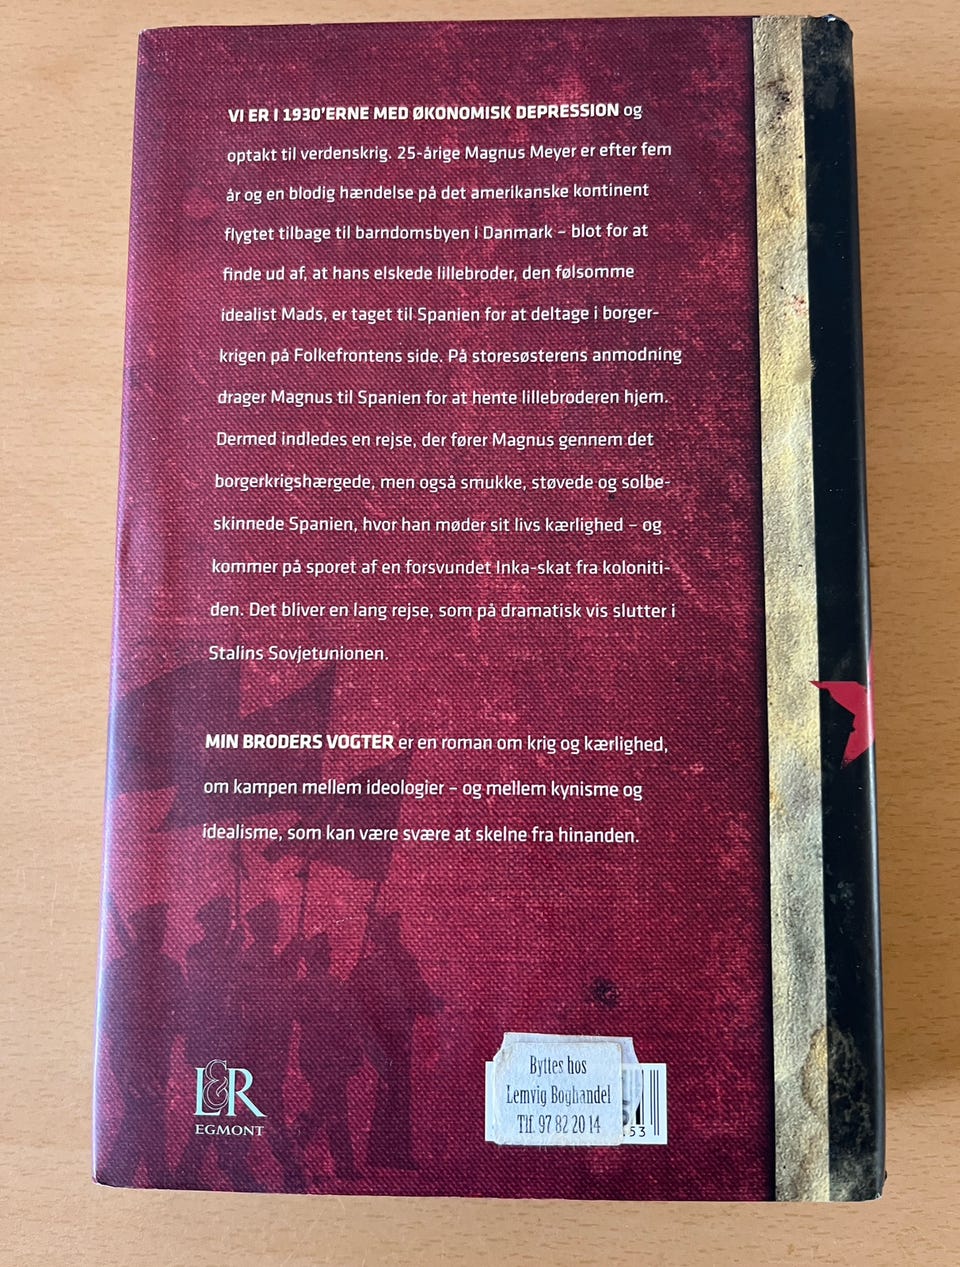 VI ER I 1930'ERNE MED ØKONOMISK DEPRESSION og
optakt til verdenskrig. 25-årige Magnus Meyer er efter fem
år og en blodig hændelse på det amerikanske kontinent
flygtet tilbage til barndomsbyen i Danmark – blot for at
finde ud af, at hans elskede lillebroder, den følsomme
idealist Mads, er taget til Spanien for at deltage i borger-
krigen på Folkefrontens side. På storesøsterens anmodning
drager Magnus til Spanien for at hente lillebroderen hjem.
Dermed indledes en rejse, der fører Magnus gennem det
borgerkrigshærgede, men også smukke, støvede og solbe-
skinnede Spanien, hvor han møder sit livs kærlighed – og
kommer på sporet af en forsvundet Inka-skat fra koloniti-
den. Det bliver en lang rejse, som på dramatisk vis slutter i
Stalins Sovjetunionen.
MIN BRODERS VOGTER er en roman om krig og kærlighed,
om kampen mellem ideologier – og mellem kynisme og
idealisme, som kan være svære at skelne fra hinanden.
L&R
EGMONT
Byttes hos
Lemvig Boghandel
Tlf. 97 82 20 14
53